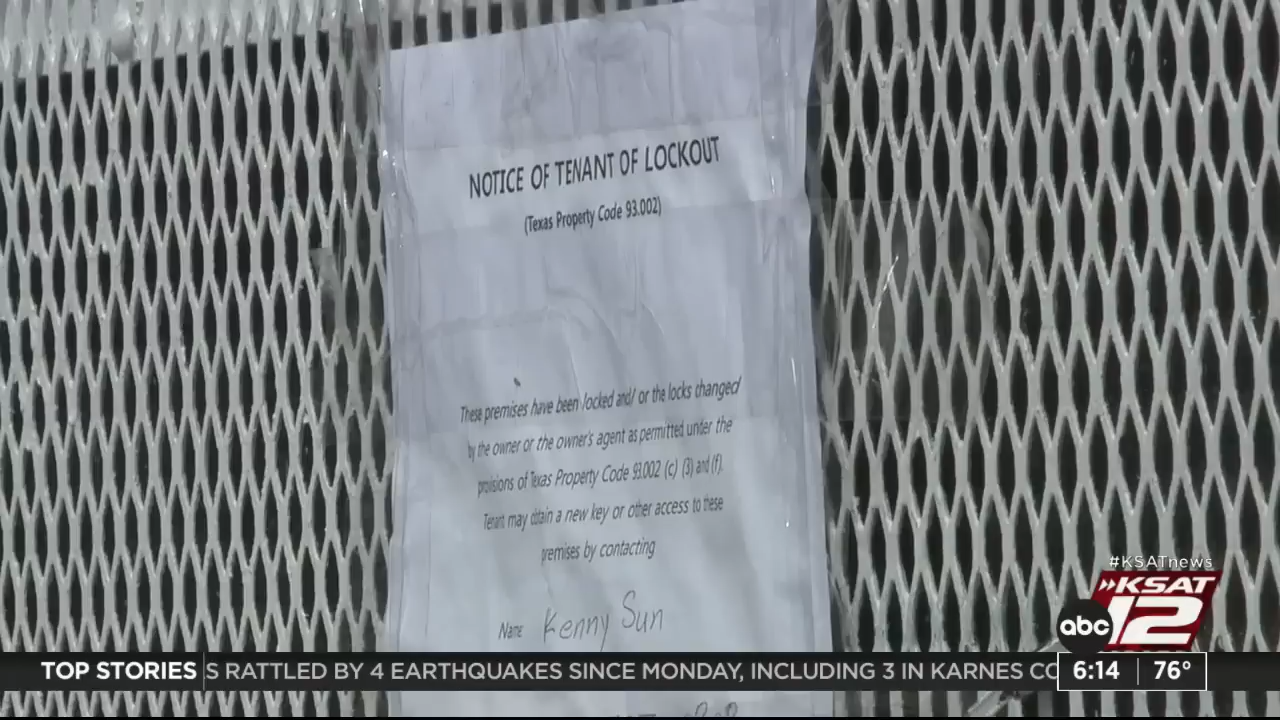 NOTICE OF TENANT OF LOCKOUT
(Texas Property Code 93.002)
These premises have been locked and/ or the locks changed
by the owner or the owner's agent as permitted under the
provisions of Texas Property Code 93.002 (c) (3) and (f).
Tenant may obtain a new key or other access to these
premises by contacting
Name Kenny Sun
#KSATnews
KSAT
abc 12
TOP STORIES S RATTLED BY 4 EARTHQUAKES SINCE MONDAY, INCLUDING 3 IN KARNES CO 6:14 76°